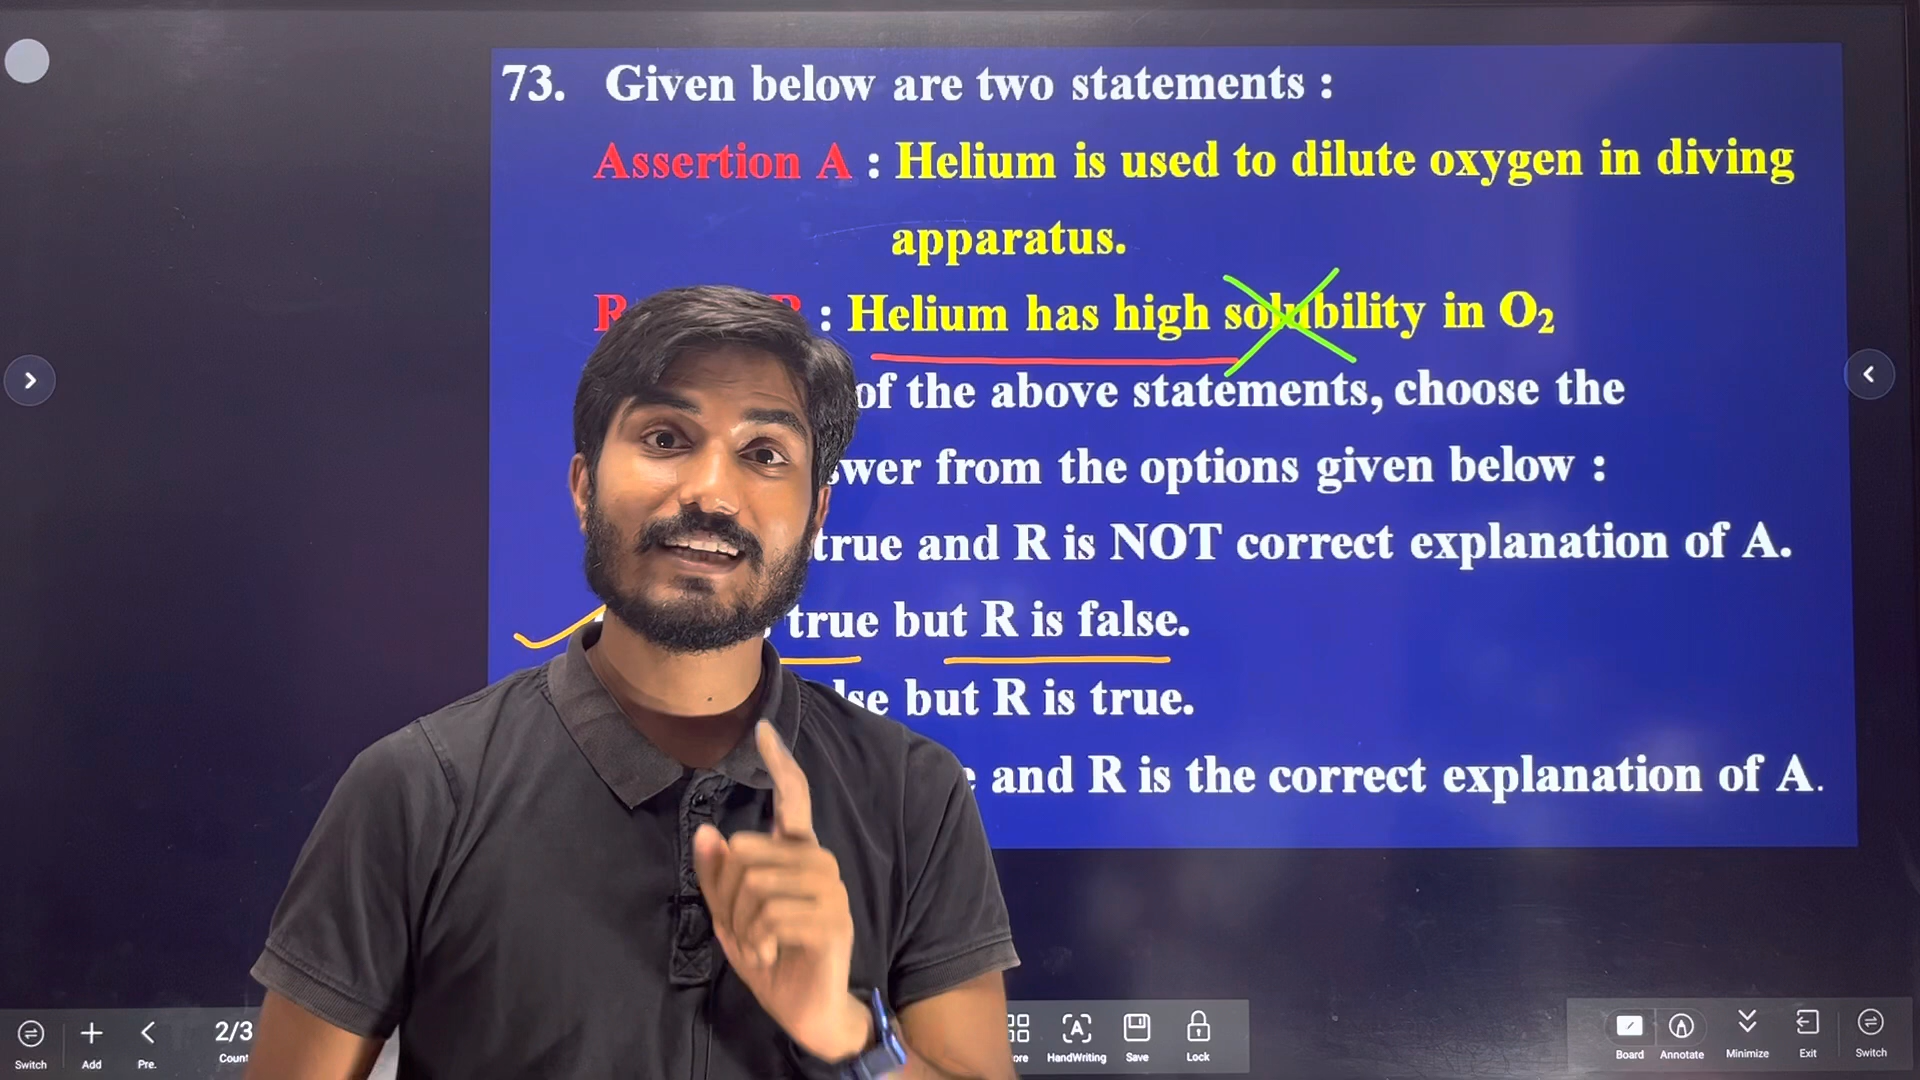 73. Given below are two statements :
Assertion A : Helium is used to dilute oxygen in diving
apparatus.
: Helium has high solubility in O₂
of the above statements, choose the
from the options given below :
true and R is NOT correct explanation of A.
true but R is false.
but R is true.
and R is the correct explanation of A.
Switch Add Pre. 2/3 HandWriting Save Lock Board Annotate Minimize Exit Switch